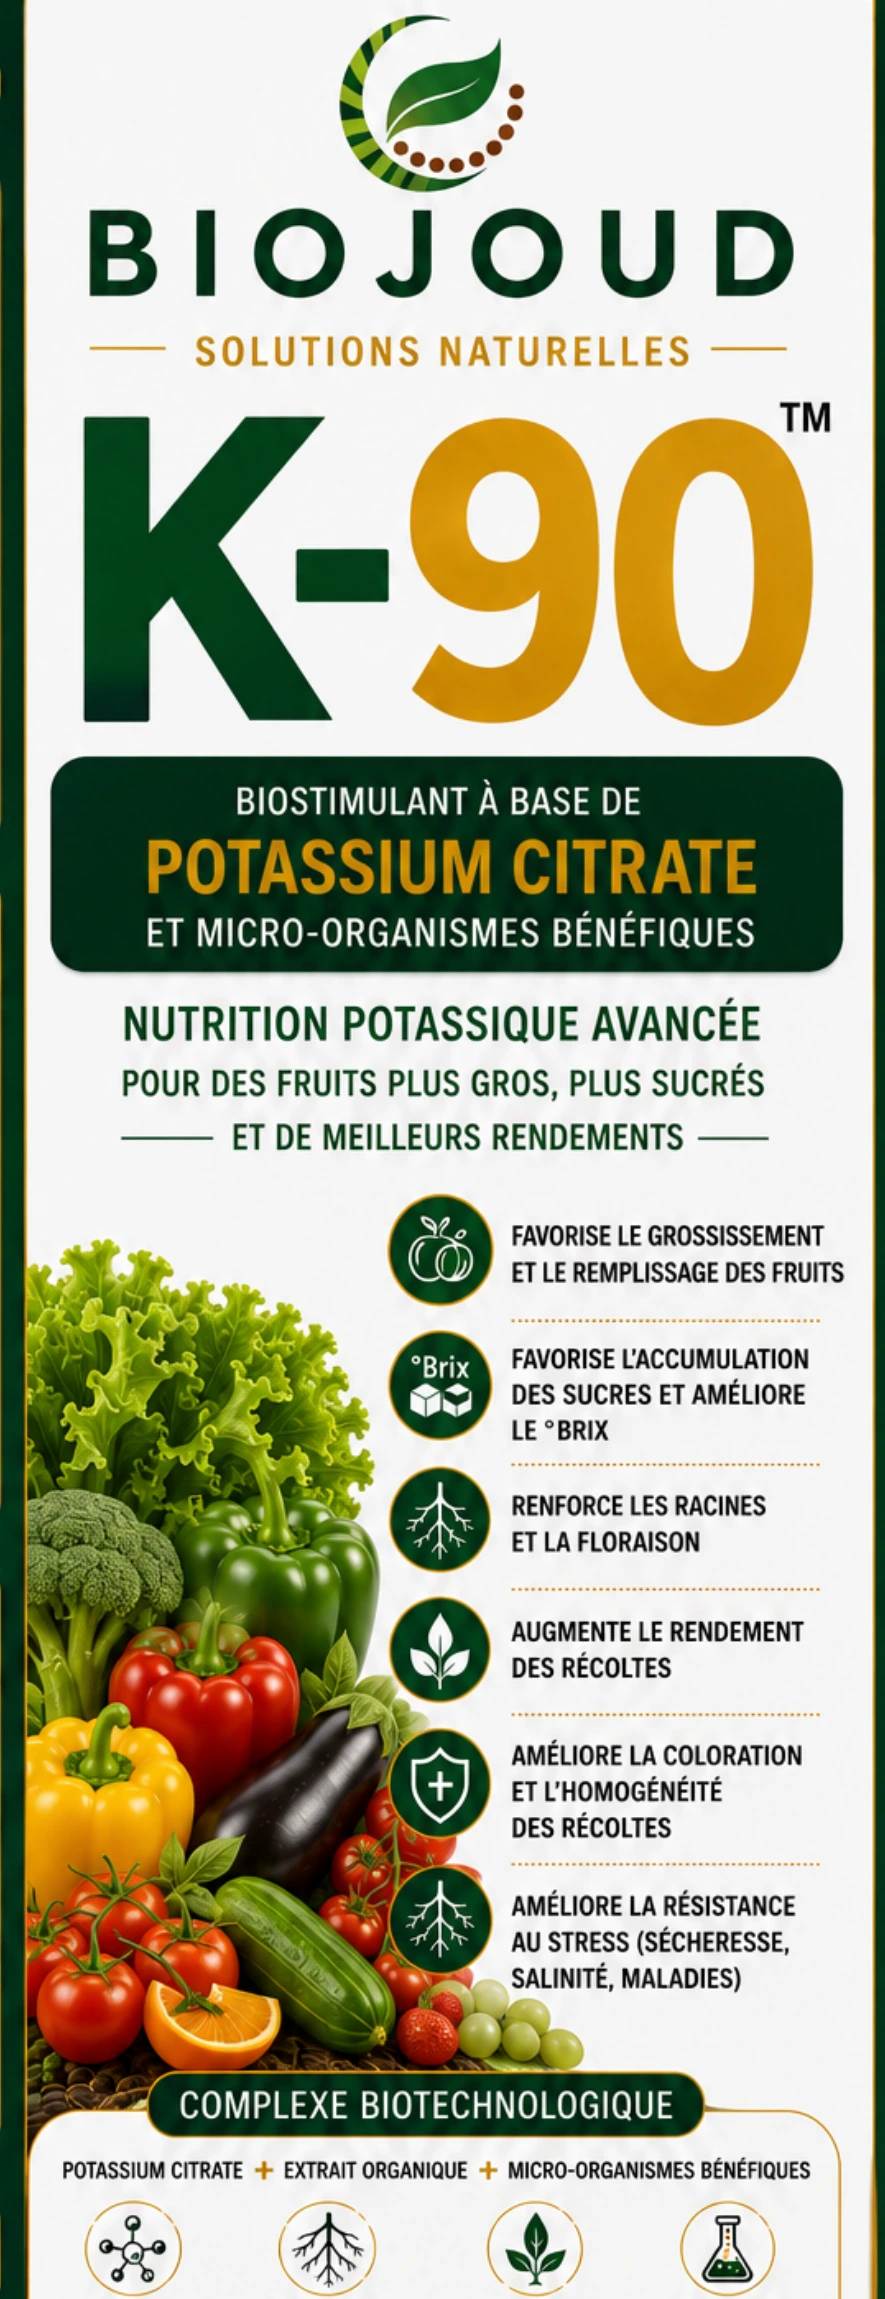 BIOJOUD
SOLUTIONS NATURELLES
K-90™
BIOSTIMULANT À BASE DE
POTASSIUM CITRATE
ET MICRO-ORGANISMES BÉNÉFIQUES
NUTRITION POTASSIQUE AVANCÉE
POUR DES FRUITS PLUS GROS, PLUS SUCRÉS
ET DE MEILLEURS RENDEMENTS
FAVORISE LE GROSSISSEMENT
ET LE REMPLISSAGE DES FRUITS
°Brix
FAVORISE L'ACCUMULATION
DES SUCRES ET AMÉLIORE
LE °BRIX
RENFORCE LES RACINES
ET LA FLORAISON
AUGMENTE LE RENDEMENT
DES RÉCOLTES
AMÉLIORE LA COLORATION
ET L'HOMOGÉNÉITÉ
DES RÉCOLTES
AMÉLIORE LA RÉSISTANCE
AU STRESS (SÉCHERESSE,
SALINITÉ, MALADIES)
COMPLEXE BIOTECHNOLOGIQUE
POTASSIUM CITRATE + EXTRAIT ORGANIQUE + MICRO-ORGANISMES BÉNÉFIQUES